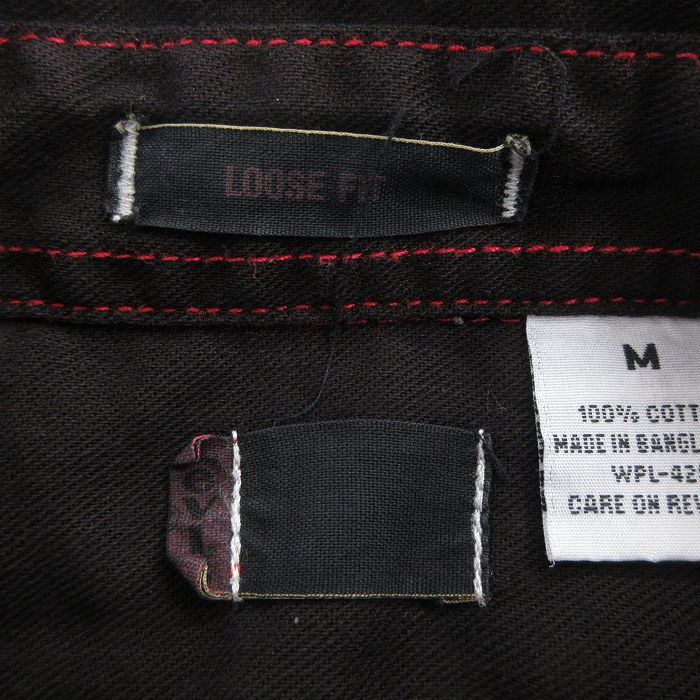 LOOSE FIT
M
100% COTT
MADE IN BANGL
WPL-42
CARE ON REV